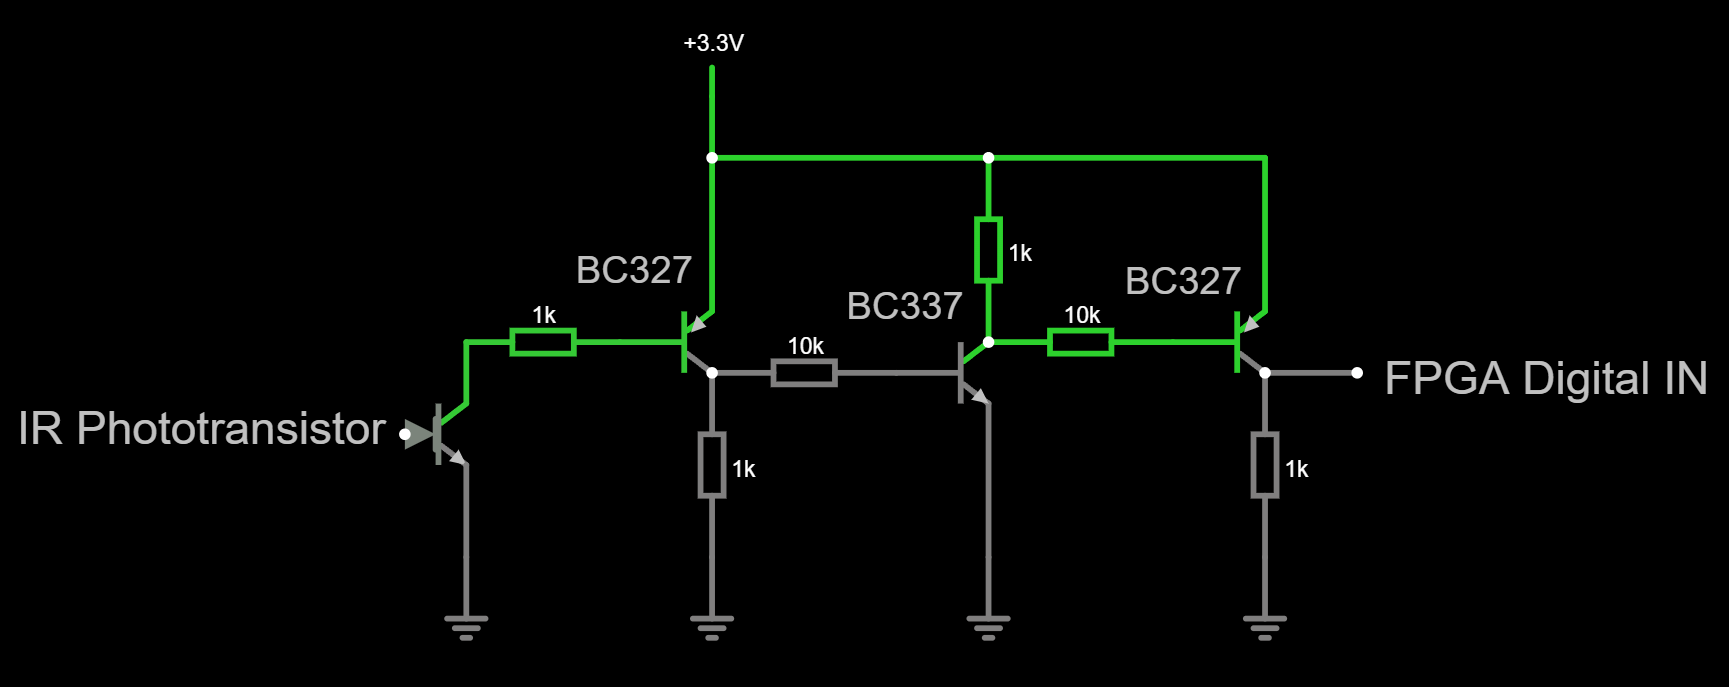 +3.3V
BC327
1k
BC337
BC327
1k
10k
10k
IR Phototransistor
FPGA Digital IN
1k
1k
1k